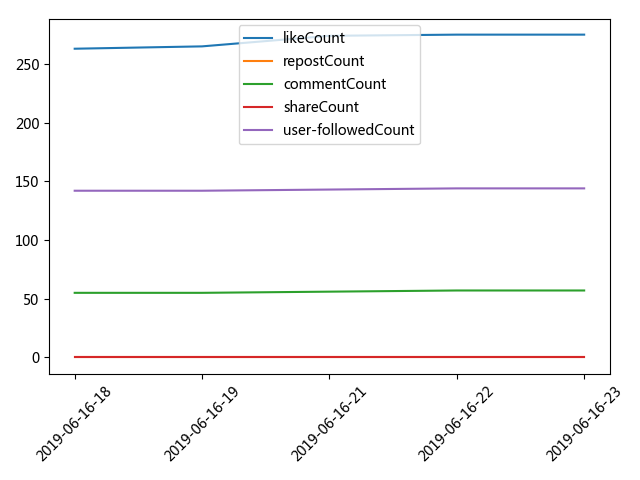 likeCount
repostCount
commentCount
shareCount
user-followedCount
250
200
150
100
50
0
2019-06-16-18
2019-06-16-19
2019-06-16-21
2019-06-16-22
2019-06-16-23